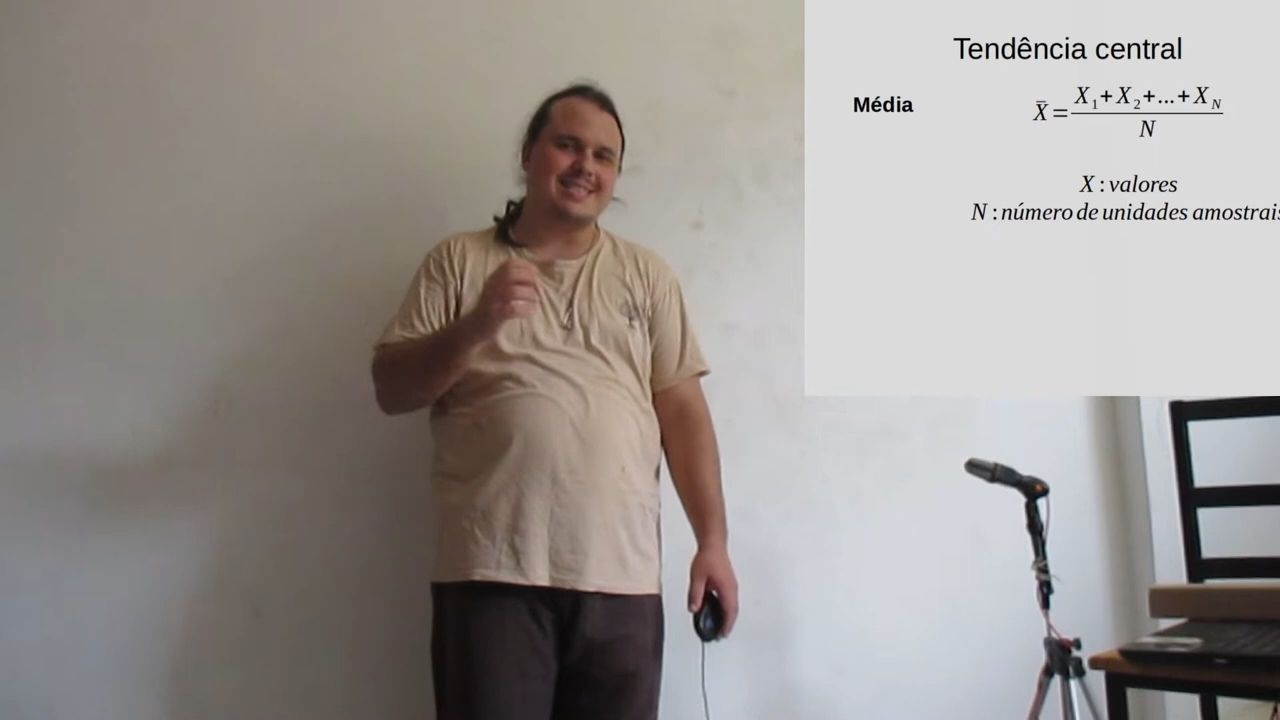 Tendência central
Média
X̄ = (X₁ + X₂ + ... + X_N) / N
X : valores
N : número de unidades amostrais